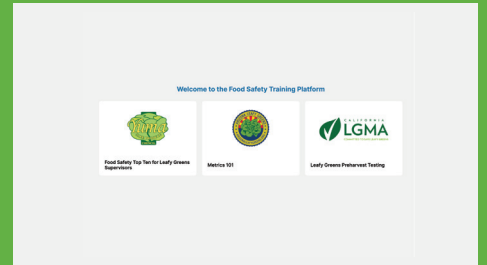 Welcome to the Food Safety Training Platform
CALIFORNIA
LGMA
Food Safety Top Ten for Leafy Greens
Supervisors
Metrics 101
Leafy Greens Preharvest Testing